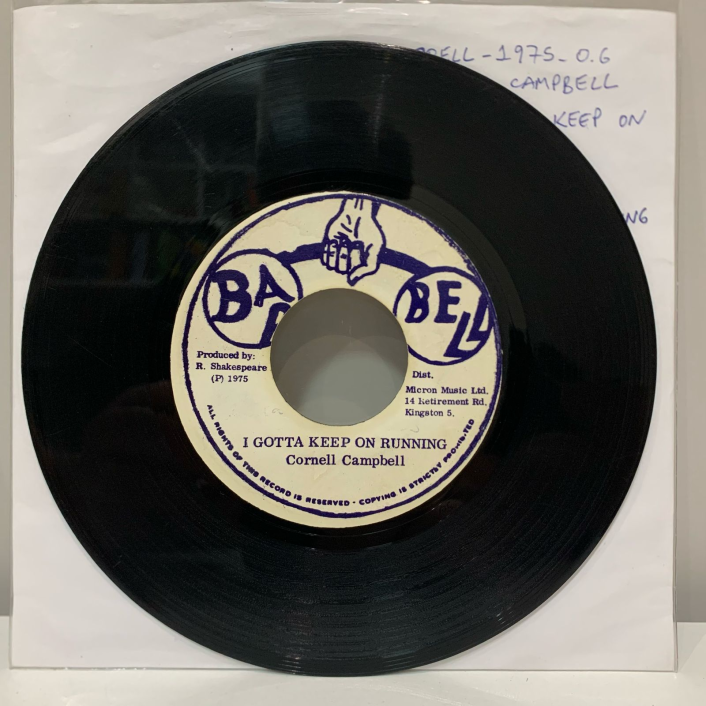 BELL - 1975 - 0.6
CAMPBELL
KEEP ON
NG
BAR BELL
Produced by:
R. Shakespeare
(P) 1975
Dist.
Micron Music Ltd.
14 Retirement Rd.
Kingston 5.
I GOTTA KEEP ON RUNNING
Cornell Campbell
ALL RIGHTS OF THIS RECORD IS RESERVED · COPYING IS STRICTLY PROHIBITED